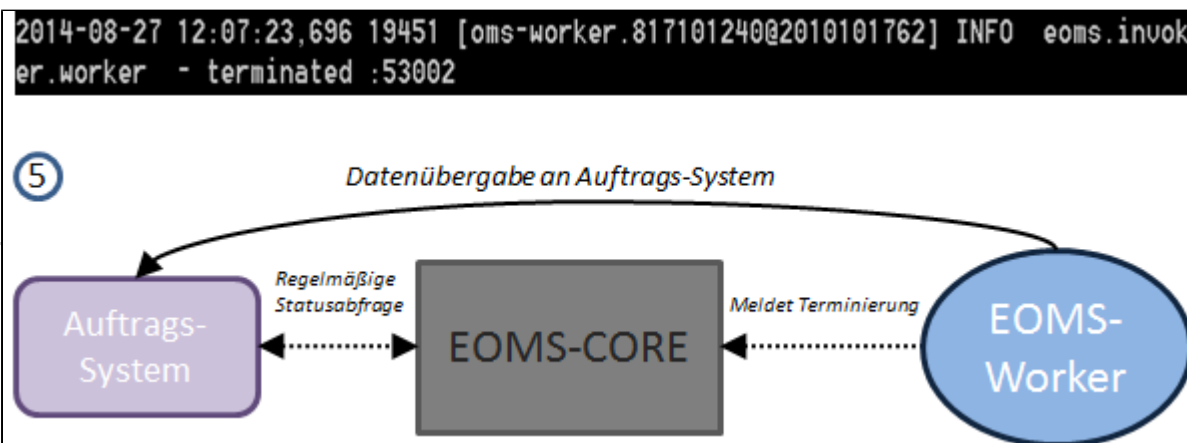 2014-08-27 12:07:23,696 19451 [oms-worker.817101240@2010101762] INFO  eoms.invok
er.worker  - terminated :53002
5
Datenübergabe an Auftrags-System
Regelmäßige
Statusabfrage
Meldet Terminierung
Auftrags-
System
EOMS-CORE
EOMS-
Worker